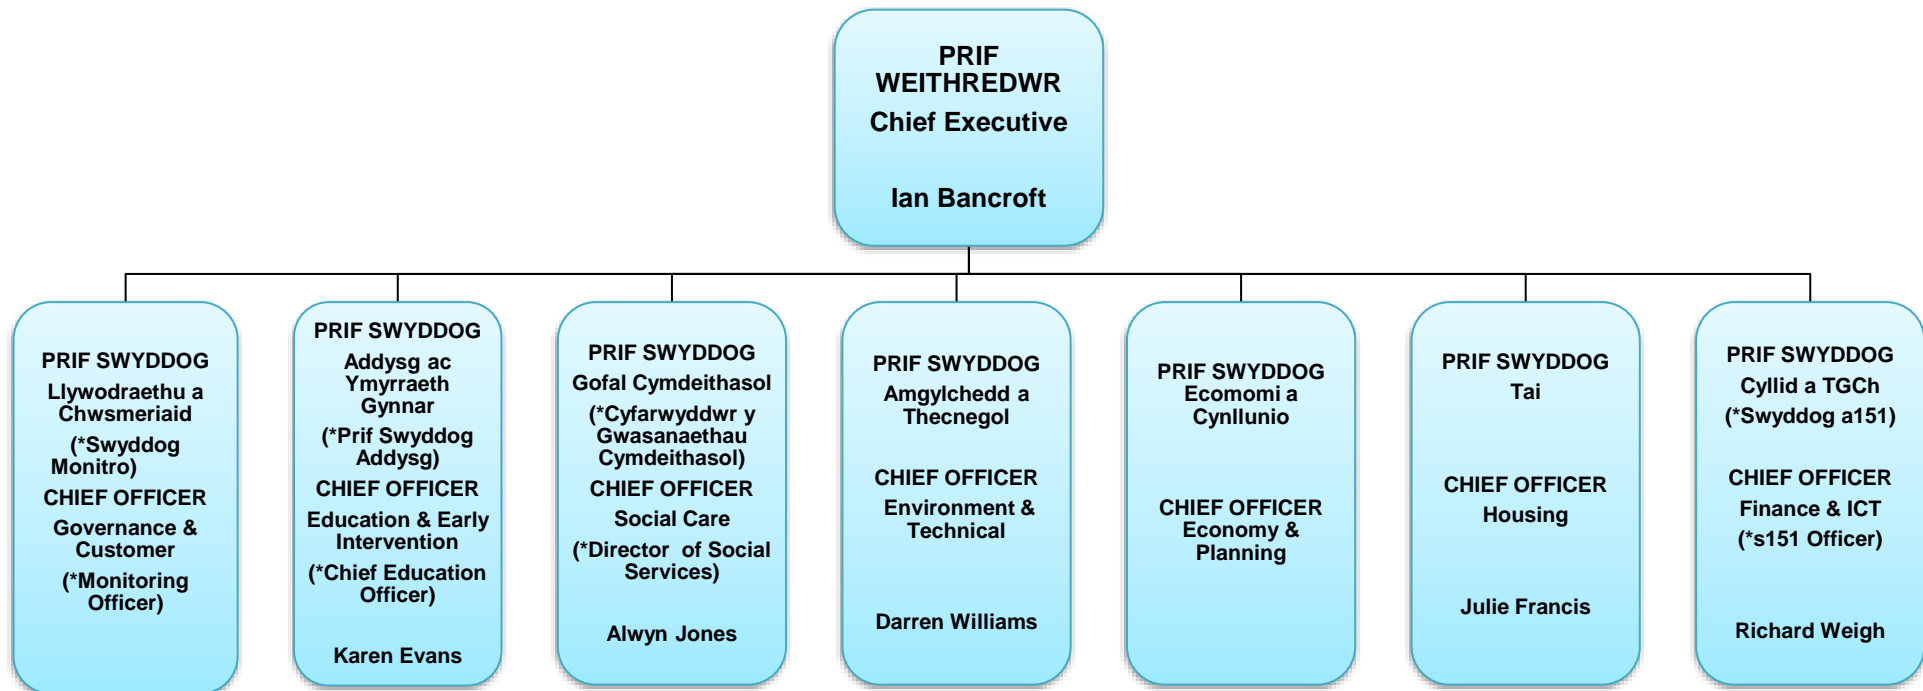 PRIF
WEITHREDWR
Chief Executive
Ian Bancroft
PRIF SWYDDOG
Llywodraethu a
Chwsmeriaid
(*Swyddog
Monitro)
CHIEF OFFICER
Governance &
Customer
(*Monitoring
Officer)
PRIF SWYDDOG
Addysg ac
Ymyrraeth
Gynnar
(*Prif Swyddog
Addysg)
CHIEF OFFICER
Education & Early
Intervention
(*Chief Education
Officer)
Karen Evans
PRIF SWYDDOG
Gofal Cymdeithasol
(*Cyfarwyddwr y
Gwasanaethau
Cymdeithasol)
CHIEF OFFICER
Social Care
(*Director of Social
Services)
Alwyn Jones
PRIF SWYDDOG
Amgylchedd a
Thecnegol
CHIEF OFFICER
Environment &
Technical
Darren Williams
PRIF SWYDDOG
Ecomomi a
Cynllunio
CHIEF OFFICER
Economy &
Planning
PRIF SWYDDOG
Tai
CHIEF OFFICER
Housing
Julie Francis
PRIF SWYDDOG
Cyllid a TGCh
(*Swyddog a151)
CHIEF OFFICER
Finance & ICT
(*s151 Officer)
Richard Weigh